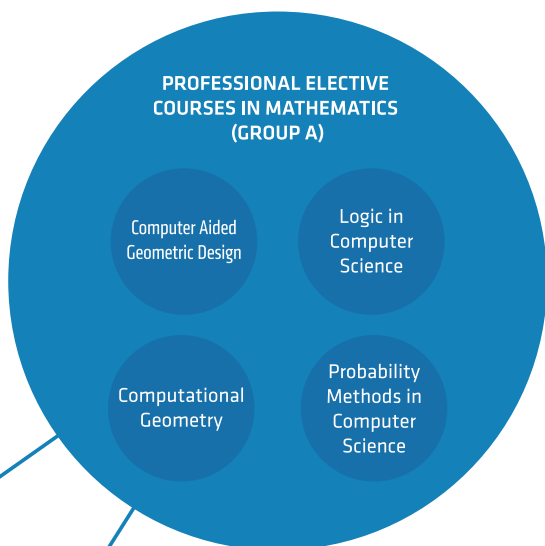 PROFESSIONAL ELECTIVE
COURSES IN MATHEMATICS
(GROUP A)
Computer Aided
Geometric Design
Logic in
Computer
Science
Computational
Geometry
Probability
Methods in
Computer
Science